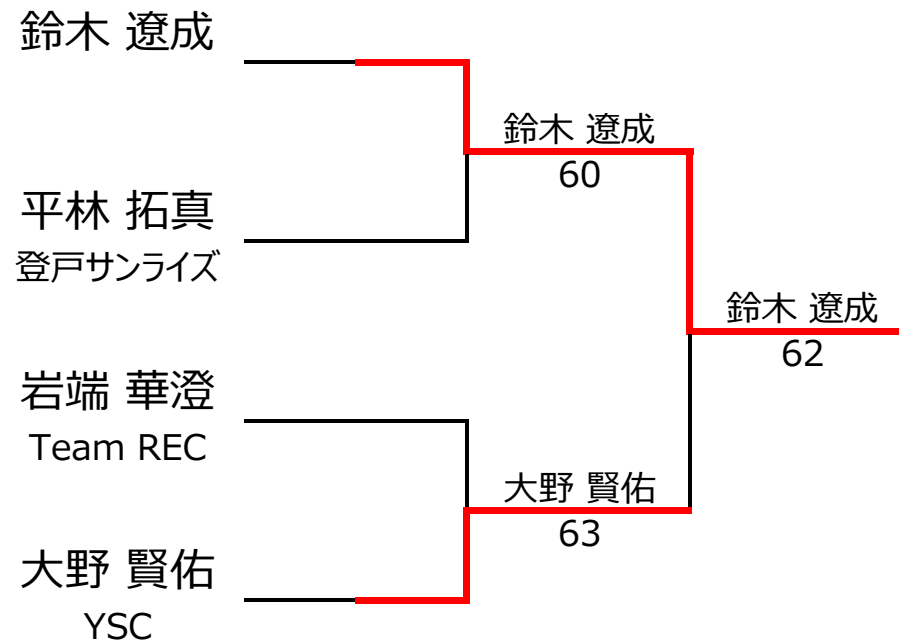 鈴木 遼成
平林 拓真
登戸サンライズ
岩端 華澄
Team REC
大野 賢佑
YSC
鈴木 遼成
60
大野 賢佑
63
鈴木 遼成
62